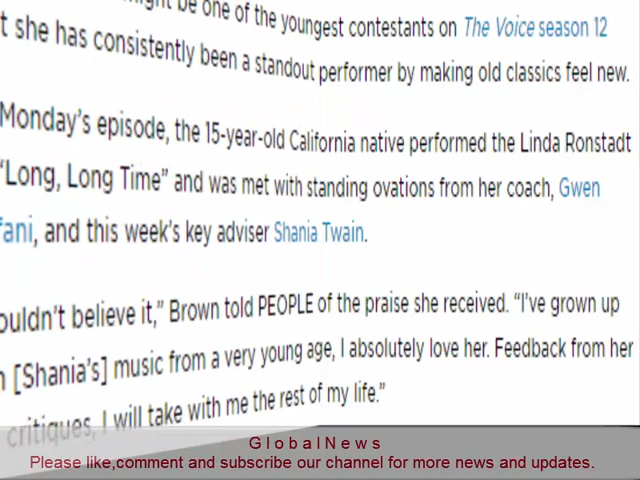 be one of the youngest contestants on The Voice season 12
t she has consistently been a standout performer by making old classics feel new.
Monday's episode, the 15-year-old California native performed the Linda Ronstadt
"Long, Long Time" and was met with standing ovations from her coach, Gwen
fani, and this week's key adviser Shania Twain.
ouldn't believe it," Brown told PEOPLE of the praise she received. "I've grown up
n [Shania's] music from a very young age, I absolutely love her. Feedback from her
critiques, I will take with me the rest of my life."
GlobalNews
Please like,comment and subscribe our channel for more news and updates.